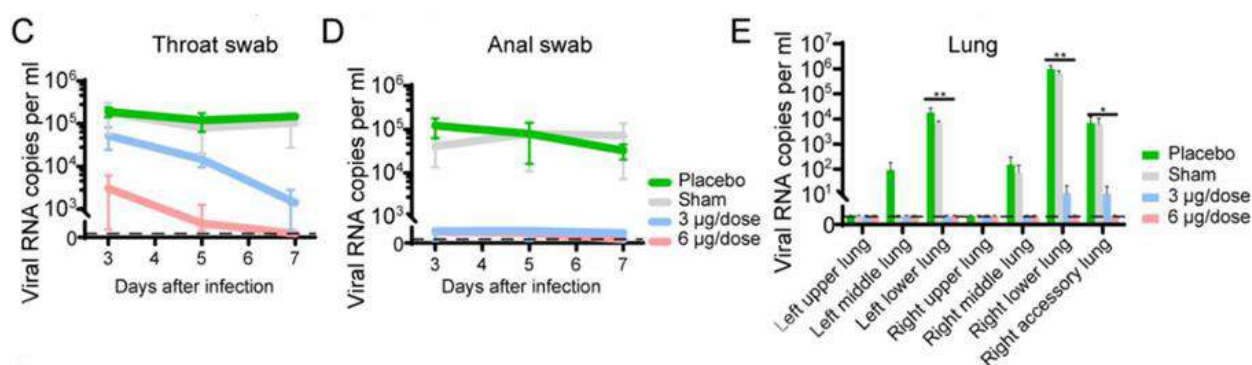 C
Throat swab
Viral RNA copies per ml
10⁶
10⁵
10⁴
10³
0
3 4 5 6 7
Days after infection
D
Anal swab
Viral RNA copies per ml
10⁶
10⁵
10⁴
10³
0
3 4 5 6 7
Days after infection
Placebo
Sham
3 µg/dose
6 µg/dose
E
Lung
Viral RNA copies per ml
10⁷
10⁶
10⁵
10⁴
10³
10²
10¹
0
**
**
*
Left upper lung
Left middle lung
Left lower lung
Right upper lung
Right middle lung
Right lower lung
Right accessory lung
Placebo
Sham
3 µg/dose
6 µg/dose